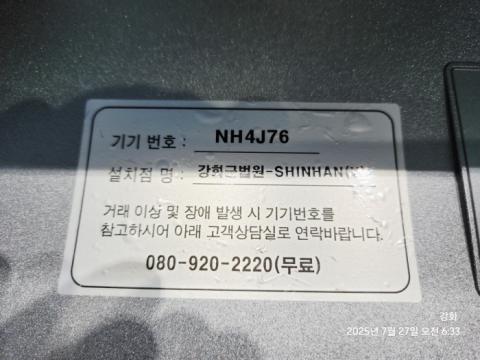 기기 번호 : NH4J76
설치점 명 : 강화군법원-SHINHAN
거래 이상 및 장애 발생 시 기기번호를
참고하시어 아래 고객상담실로 연락바랍니다.
080-920-2220(무료)
강화
2025년 7월 27일 오전 6:33